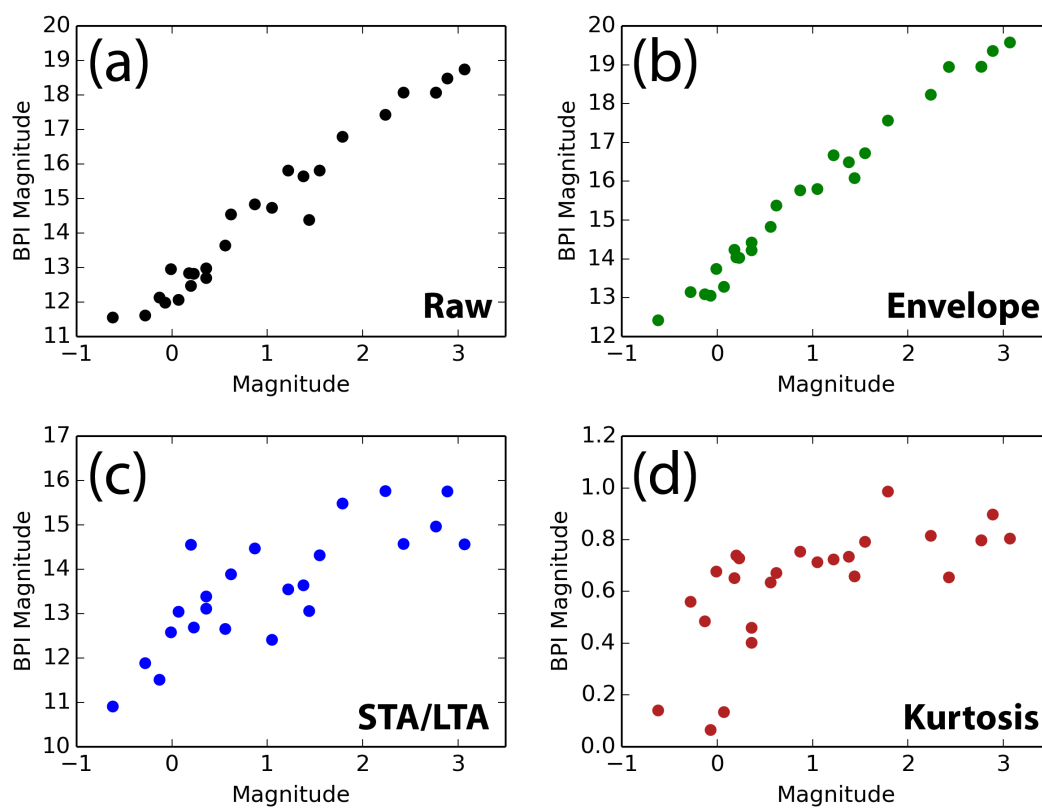 (a)
20
19
18
17
16
15
14
13
12
11
BPI Magnitude
Raw
−1 0 1 2 3
Magnitude
(b)
20
19
18
17
16
15
14
13
12
BPI Magnitude
Envelope
−1 0 1 2 3
Magnitude
(c)
17
16
15
14
13
12
11
10
BPI Magnitude
STA/LTA
−1 0 1 2 3
Magnitude
(d)
1.2
1.0
0.8
0.6
0.4
0.2
0.0
BPI Magnitude
Kurtosis
−1 0 1 2 3
Magnitude